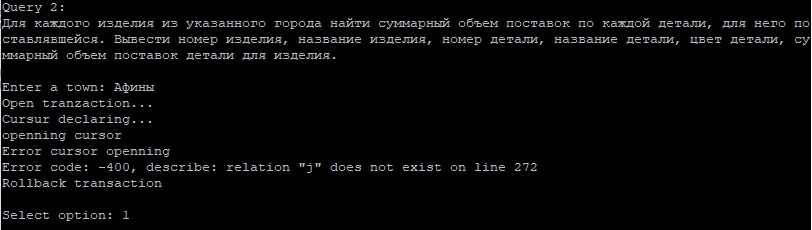 Query 2:
Для каждого изделия из указанного города найти суммарный объем поставок по каждой детали, для него по
ставлявшейся. Вывести номер изделия, название изделия, номер детали, название детали, цвет детали, су
ммарный объем поставок детали для изделия.
Enter a town: Афины
Open tranzaction...
Cursur declaring...
openning cursor
Error cursor openning
Error code: -400, describe: relation "j" does not exist on line 272
Rollback transaction
Select option: 1